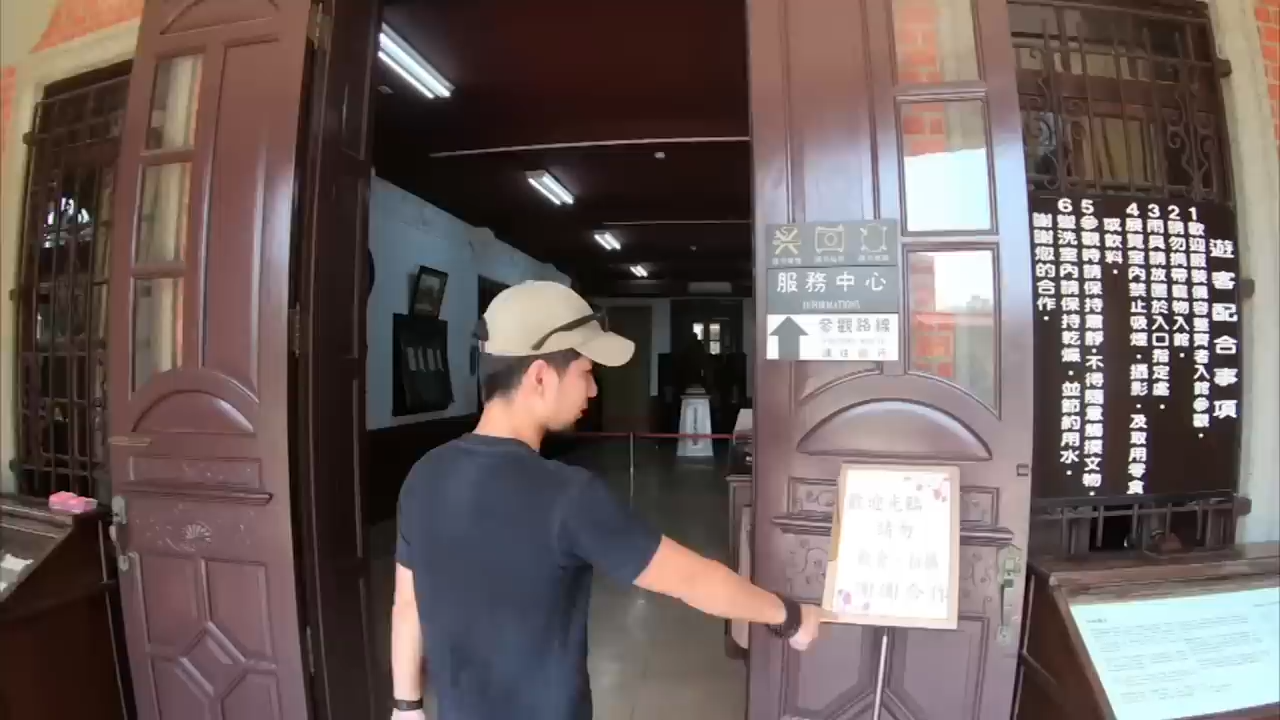 服務中心
INFORMATIONS
參觀路線
歡迎光臨
請勿
飲食、拍攝
謝謝合作
遊客配合事項
1歡迎服裝儀容整齊者入館參觀.
2請勿攜帶寵物入館.
3雨具請放置於入口指定處.
4展覽室內禁止吸煙.攝影.及取用零食
或飲料.
5參觀時請保持肅靜.不得隨意觸摸文物.
6盥洗室內請保持乾燥.並節約用水.
謝謝您的合作.